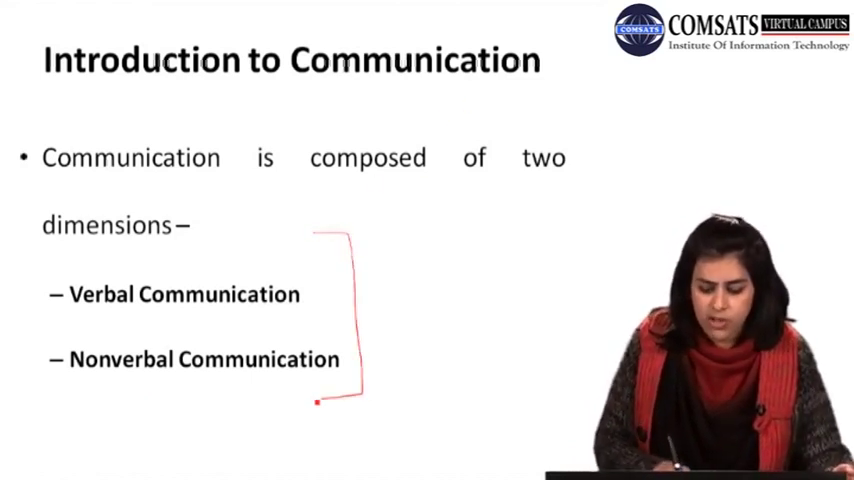 COMSATS VIRTUAL CAMPUS
Institute Of Information Technology
Introduction to Communication
• Communication is composed of two
dimensions –
– Verbal Communication
– Nonverbal Communication
COMSATS